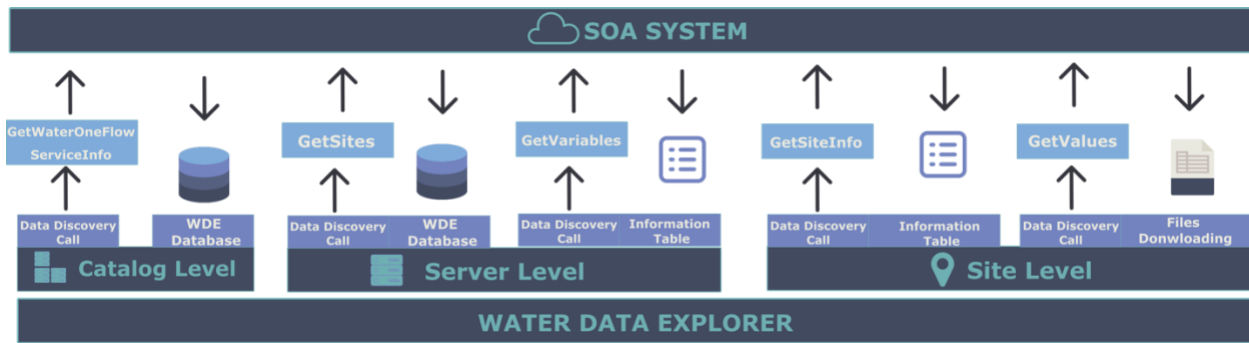 SOA SYSTEM
GetWaterOneFlow
ServiceInfo
GetSites
GetVariables
GetSiteInfo
GetValues
Data Discovery
Call
WDE
Database
Data Discovery
Call
WDE
Database
Data Discovery
Call
Information
Table
Data Discovery
Call
Information
Table
Data Discovery
Call
Files
Donwloading
Catalog Level
Server Level
Site Level
WATER DATA EXPLORER